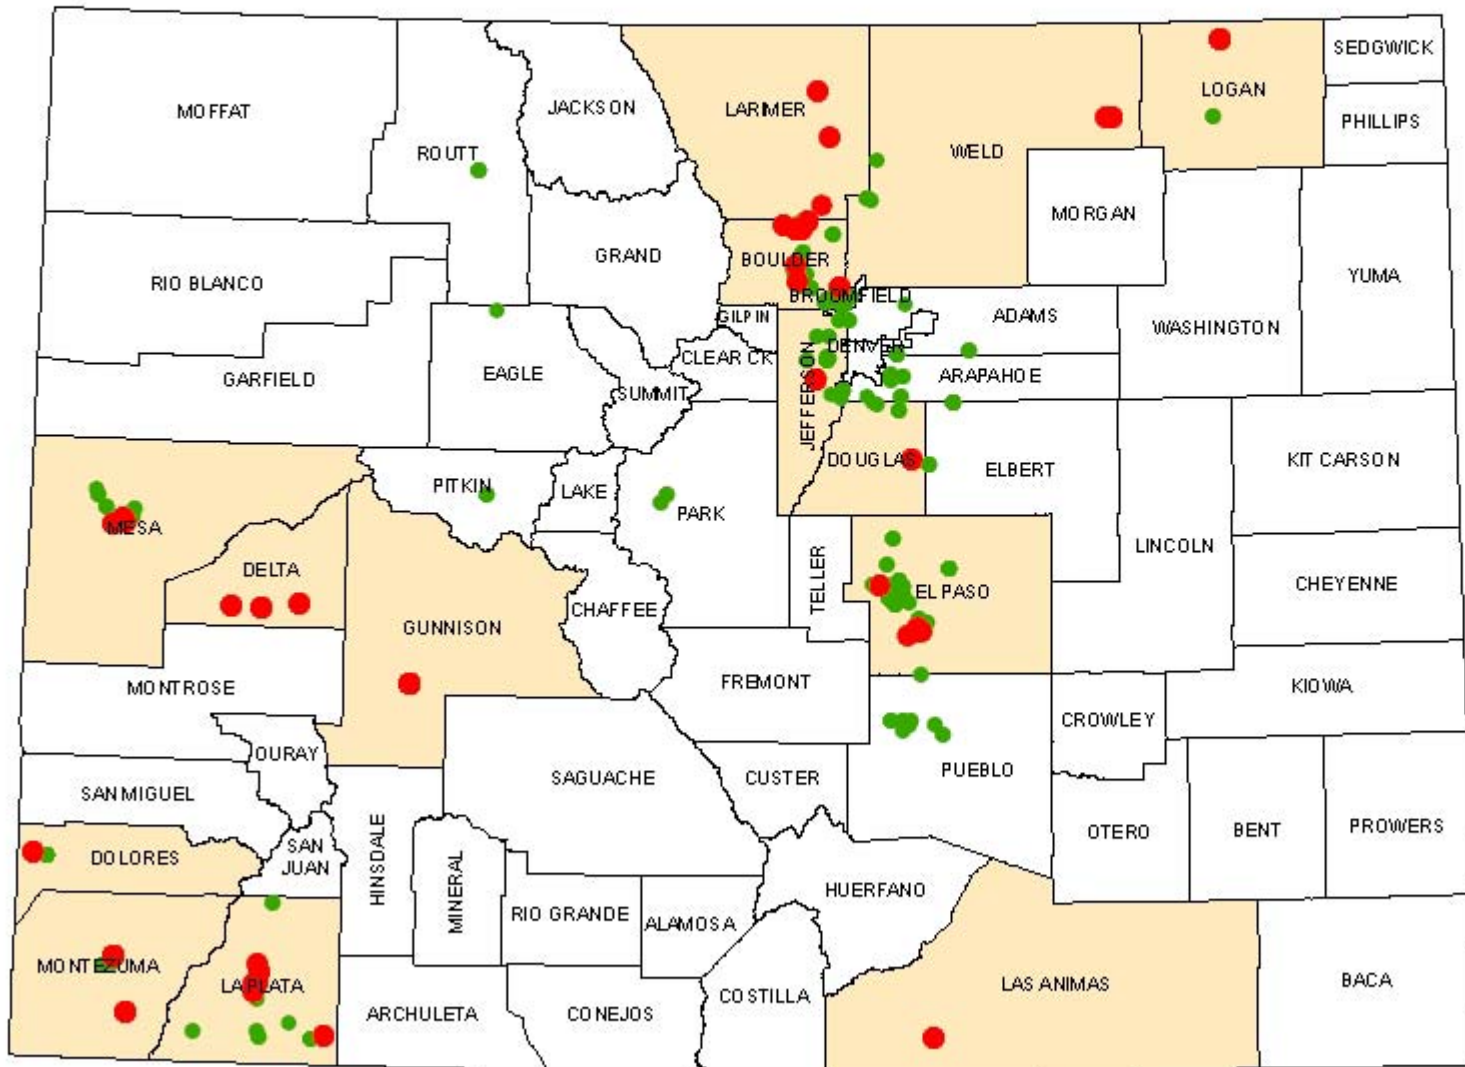 SEDGWICK
LOGAN
JACKSON
LARIMER
MOFFAT
PHILLIPS
ROUTT
WELD
MORGAN
GRAND
BOULDER
RIO BLANCO
YUMA
BROOMFIELD
GILPIN
ADAMS
WASHINGTON
DENVER
CLEAR CK
EAGLE
GARFIELD
ARAPAHOE
SUMMIT
JEFFERSON
DOUGLAS
ELBERT
KIT CARSON
PITKIN
LAKE
PARK
MESA
LINCOLN
DELTA
TELLER
EL PASO
CHEYENNE
CHAFFEE
GUNNISON
FREMONT
MONTROSE
KIOWA
CROWLEY
OURAY
SAGUACHE
CUSTER
PUEBLO
SAN MIGUEL
OTERO
BENT
PROWERS
DOLORES
SAN
JUAN
HINSDALE
MINERAL
HUERFANO
RIO GRANDE
ALAMOSA
MONTEZUMA
LA PLATA
LAS ANIMAS
BACA
COSTILLA
ARCHULETA
CONEJOS